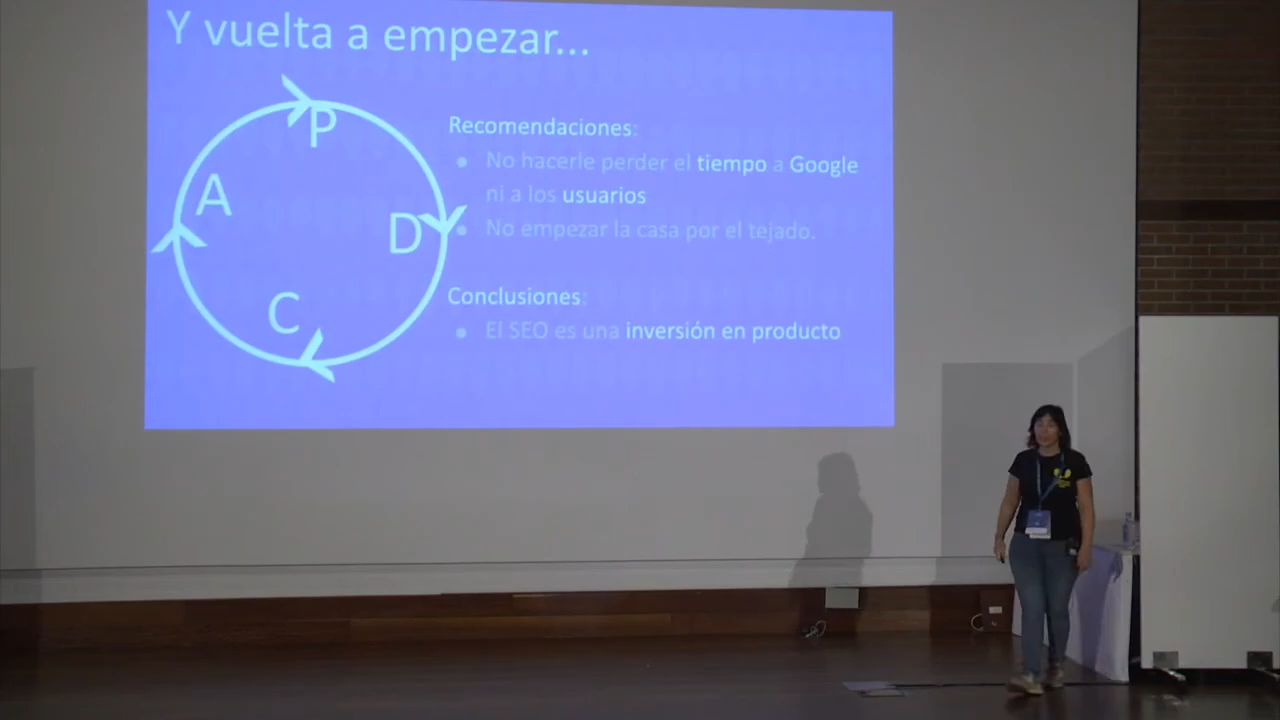 Y vuelta a empezar...
P
A
D
C
Recomendaciones:
No hacerle perder el tiempo a Google
ni a los usuarios
No empezar la casa por el tejado.
Conclusiones:
El SEO es una inversión en producto